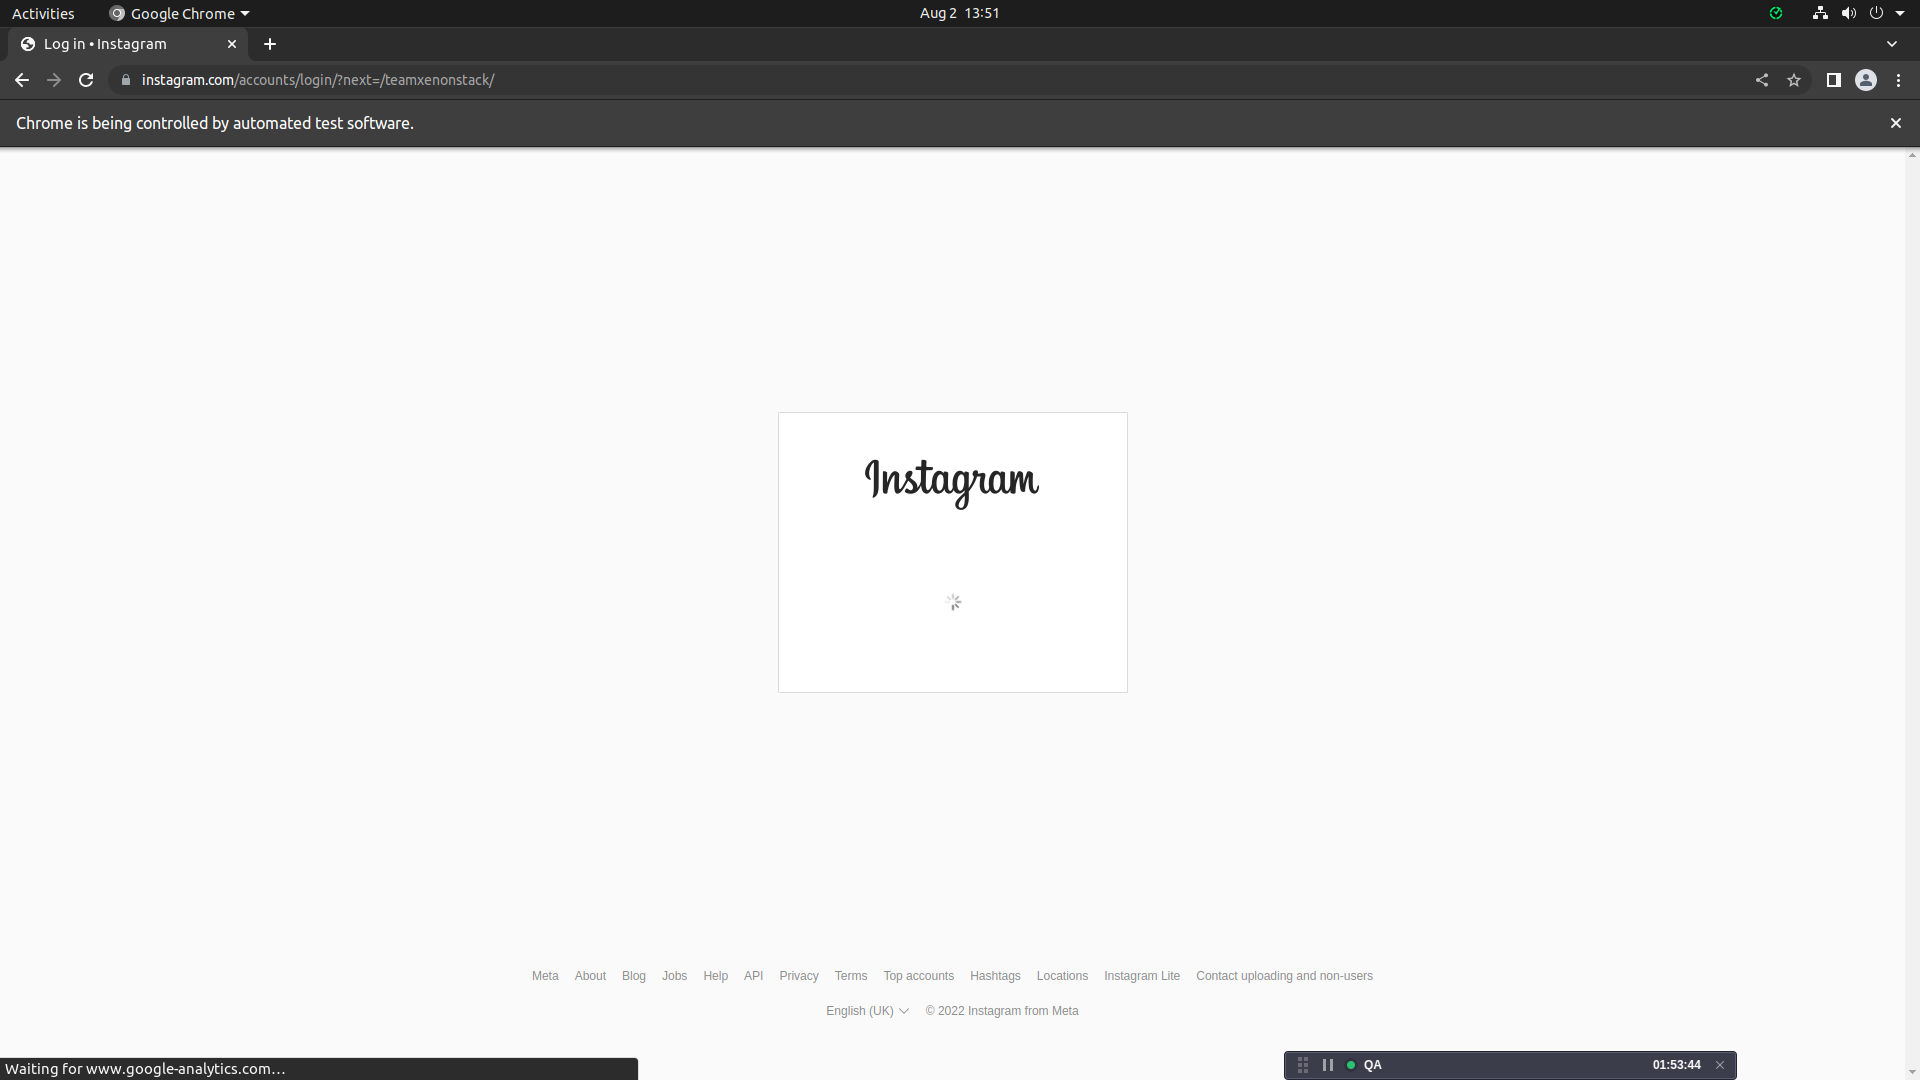 Activities Google Chrome Aug 2 13:51
Log in • Instagram
instagram.com/accounts/login/?next=/teamxenonstack/
Chrome is being controlled by automated test software.
Instagram
Meta About Blog Jobs Help API Privacy Terms Top accounts Hashtags Locations Instagram Lite Contact uploading and non-users
English (UK) © 2022 Instagram from Meta
Waiting for www.google-analytics.com…
QA 01:53:44